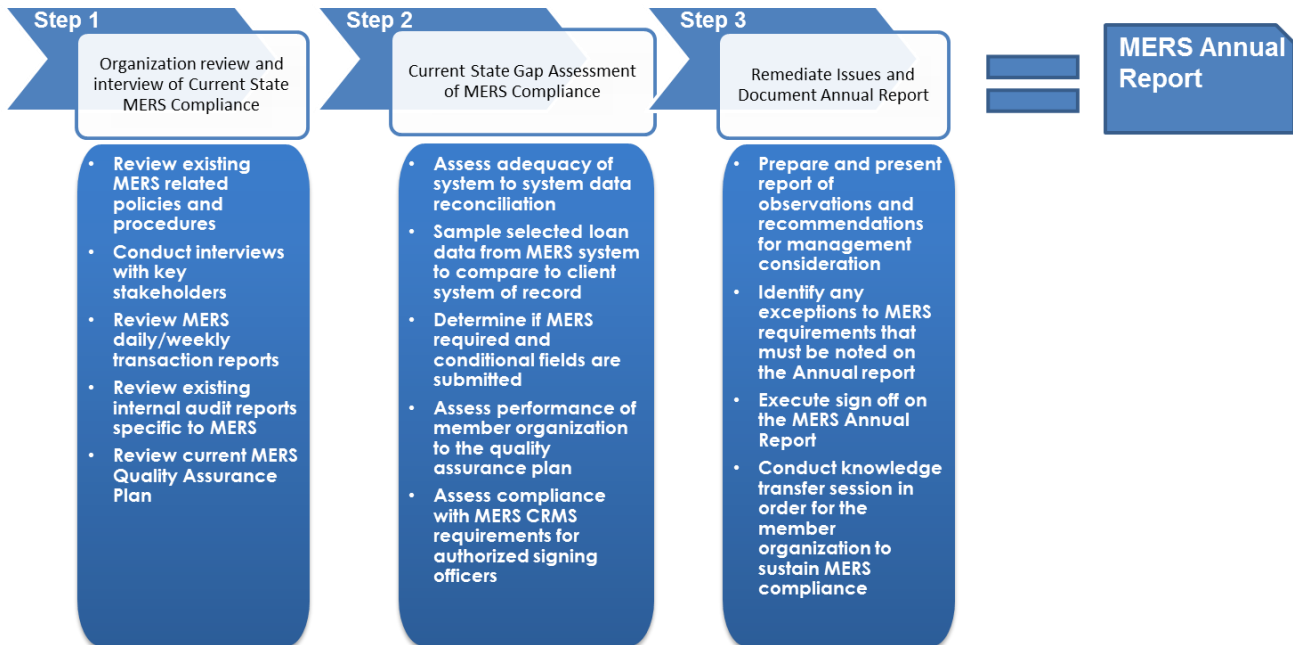 Step 1
Organization review and
interview of Current State
MERS Compliance
• Review existing
MERS related
policies and
procedures
• Conduct interviews
with key
stakeholders
• Review MERS
daily/weekly
transaction reports
• Review existing
internal audit reports
specific to MERS
• Review current MERS
Quality Assurance
Plan
Step 2
Current State Gap Assessment
of MERS Compliance
• Assess adequacy of
system to system data
reconciliation
• Sample selected loan
data from MERS system
to compare to client
system of record
• Determine if MERS
required and
conditional fields are
submitted
• Assess performance of
member organization
to the quality
assurance plan
• Assess compliance
with MERS CRMS
requirements for
authorized signing
officers
Step 3
Remediate Issues and
Document Annual Report
• Prepare and present
report of
observations and
recommendations
for management
consideration
• Identify any
exceptions to MERS
requirements that
must be noted on
the Annual report
• Execute sign off on
the MERS Annual
Report
• Conduct knowledge
transfer session in
order for the
member
organization to
sustain MERS
compliance
MERS Annual
Report